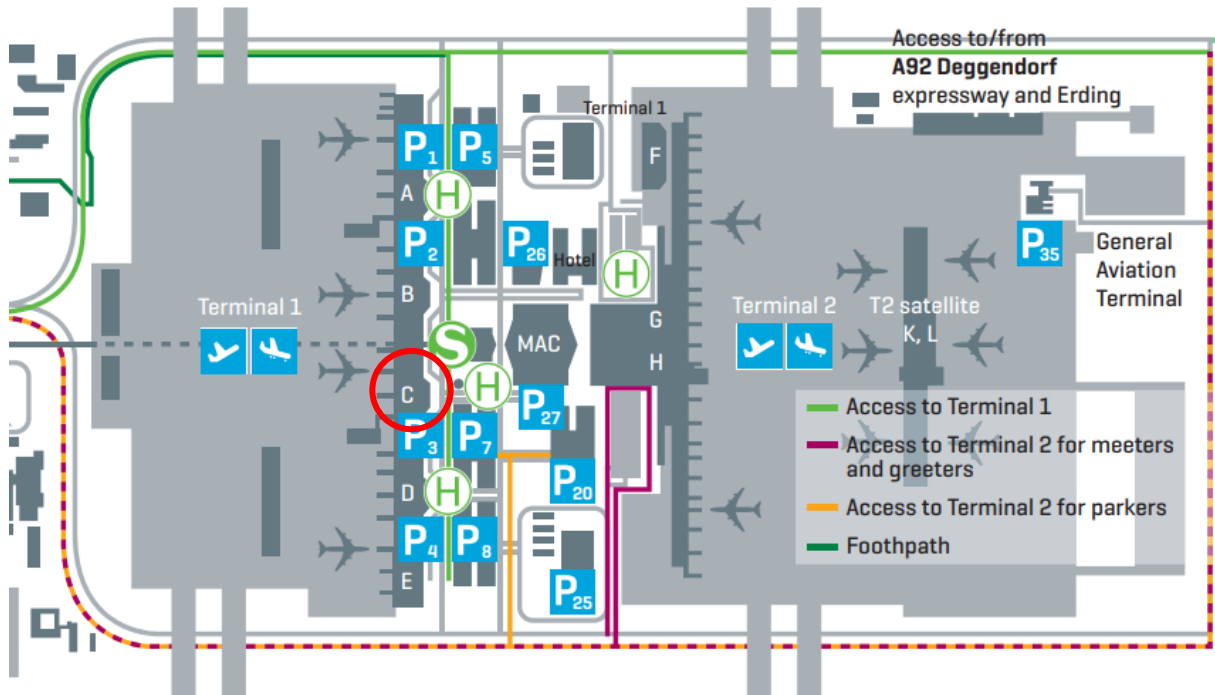 Access to/from
A92 Deggendorf
expressway and Erding
Terminal 1
P1
P5
F
A
H
P2
P26
Hotel
H
P35
General
Aviation
Terminal
B
Terminal 1
Terminal 2
T2 satellite
K, L
G
S
MAC
H
H
C
P27
P3
P7
P20
D
H
P4
P8
E
P25
Access to Terminal 1
Access to Terminal 2 for meeters
and greeters
Access to Terminal 2 for parkers
Foothpath